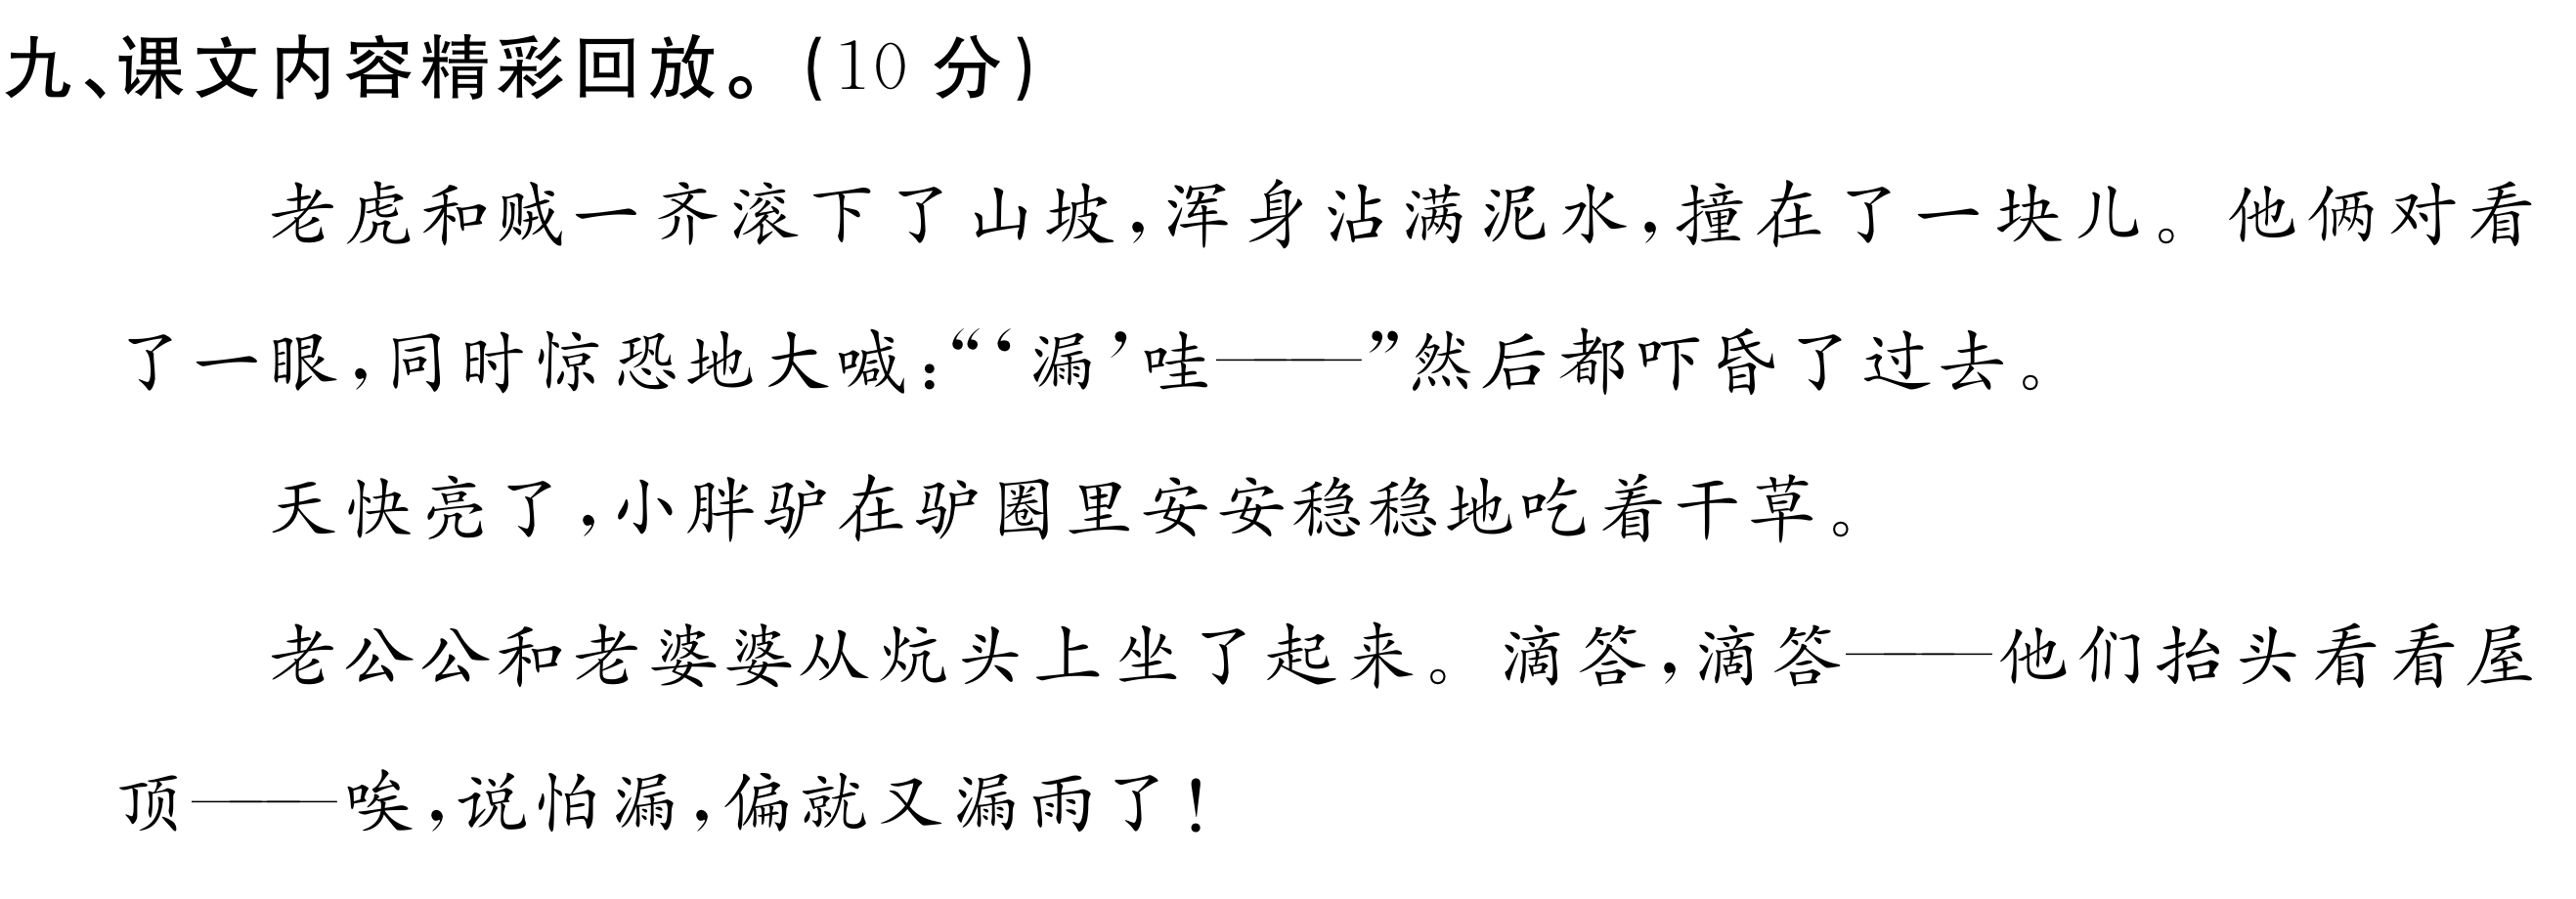 九、课文内容精彩回放。(10 分)
老虎和贼一齐滚下了山坡,浑身沾满泥水,撞在了一块儿。他俩对看
了一眼,同时惊恐地大喊:“‘漏’哇——”然后都吓昏了过去。
天快亮了,小胖驴在驴圈里安安稳稳地吃着干草。
老公公和老婆婆从炕头上坐了起来。滴答,滴答——他们抬头看看屋
顶——唉,说怕漏,偏就又漏雨了!